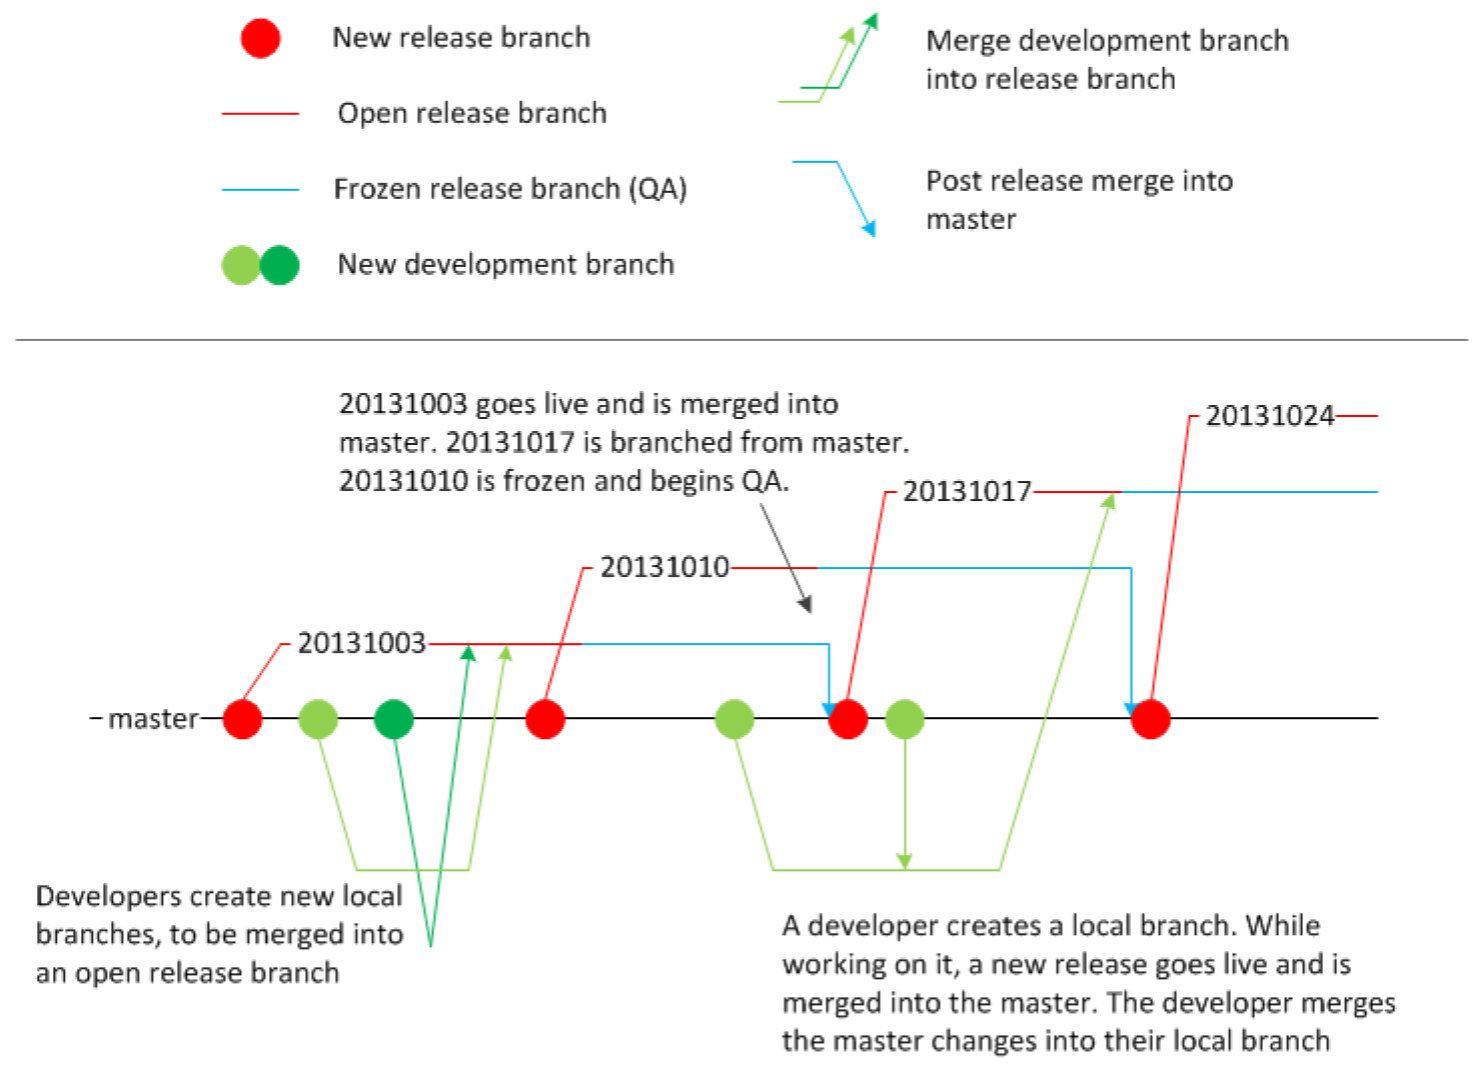 New release branch
Open release branch
Frozen release branch (QA)
New development branch
Merge development branch
into release branch
Post release merge into
master
20131003 goes live and is merged into
master. 20131017 is branched from master.
20131010 is frozen and begins QA.
20131024
20131017
20131010
20131003
master
Developers create new local
branches, to be merged into
an open release branch
A developer creates a local branch. While
working on it, a new release goes live and is
merged into the master. The developer merges
the master changes into their local branch